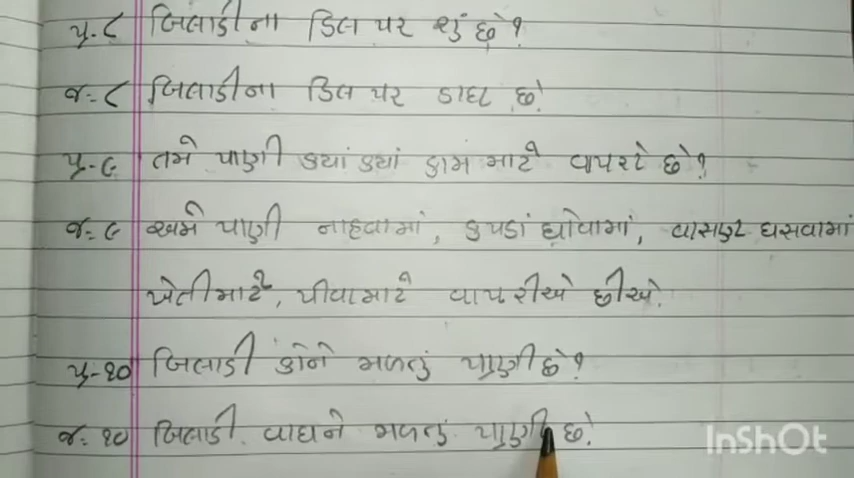 પ્ર.૮ બિલાડીના ડિલ પર શું છે?
જ.૮ બિલાડીના ડિલ પર ડાઘ છે.
પ્ર.૯ તમે પાણી ક્યાં ક્યાં કામ માટે વાપરો છો?
જ.૯ અમે પાણી નાહવામાં, કપડાં ધોવામાં, વાસણ ઘસવામાં
ખેતીમાટે, પીવામાટે વાપરીએ છીએ.
પ્ર-૧૦ બિલાડી કોને મળતું પ્રાણી છે?
જ.૧૦ બિલાડી વાઘને મળતું પ્રાણી છે.
InShOt